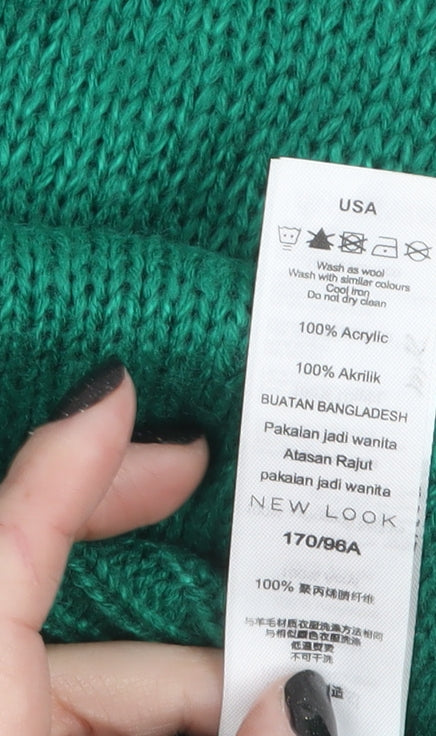 USA
Wash as wool
Wash with similar colours
Cool iron
Do not dry clean
100% Acrylic
100% Akrilik
BUATAN BANGLADESH
Pakaian jadi wanita
Atasan Rajut
pakaian jadi wanita
NEW LOOK
170/96A
100% 聚丙烯腈纤维
与羊毛材质衣服洗涤方法相同
与相似颜色衣服洗涤
低温熨烫
不可干洗
造